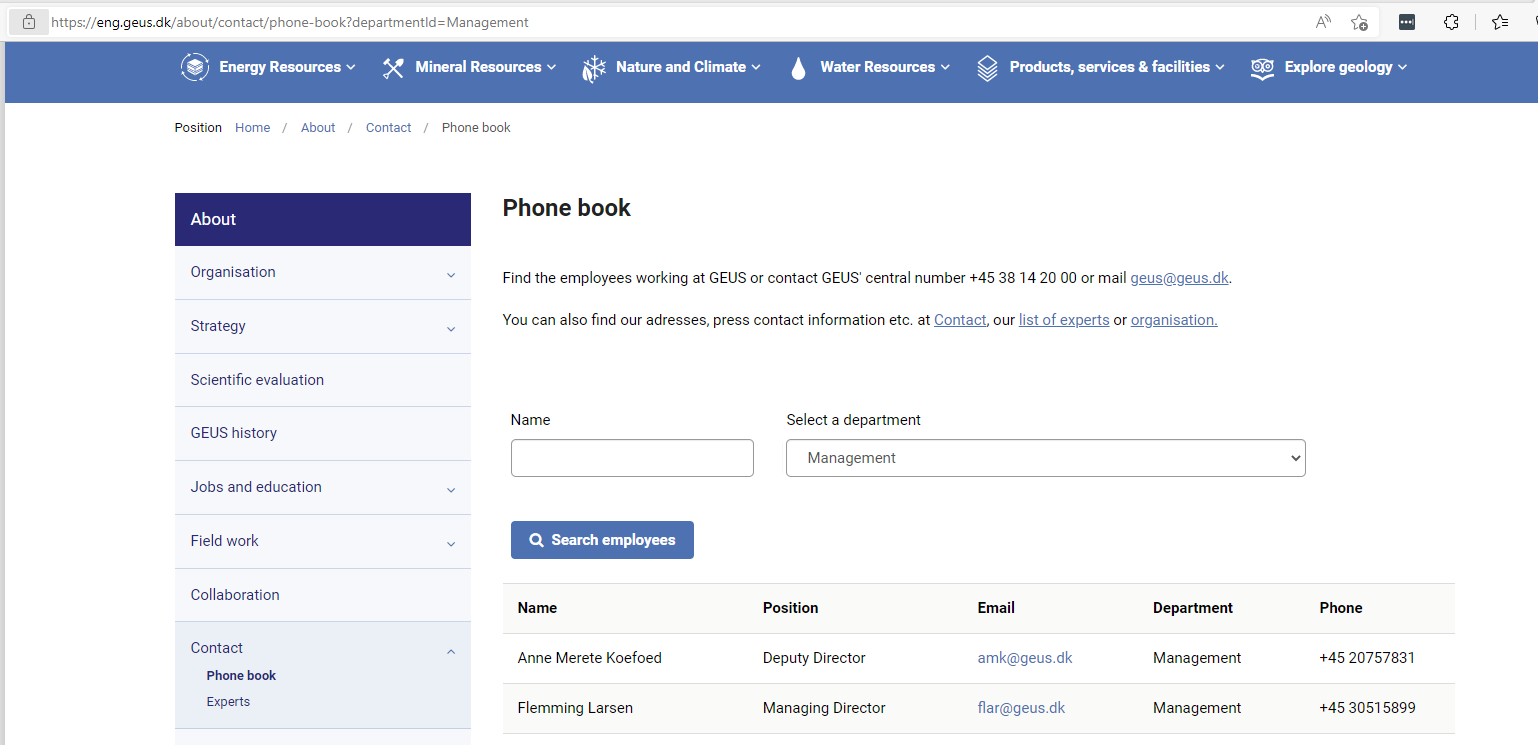 https://eng.geus.dk/about/contact/phone-book?departmentId=Management
Energy Resources Mineral Resources Nature and Climate Water Resources Products, services & facilities Explore geology
Position Home / About / Contact / Phone book
About
Organisation
Strategy
Scientific evaluation
GEUS history
Jobs and education
Field work
Collaboration
Contact
Phone book
Experts
Phone book
Find the employees working at GEUS or contact GEUS' central number +45 38 14 20 00 or mail geus@geus.dk.
You can also find our adresses, press contact information etc. at Contact, our list of experts or organisation.
Name Select a department
Management
Search employees
Name Position Email Department Phone
Anne Merete Koefoed Deputy Director amk@geus.dk Management +45 20757831
Flemming Larsen Managing Director flar@geus.dk Management +45 30515899